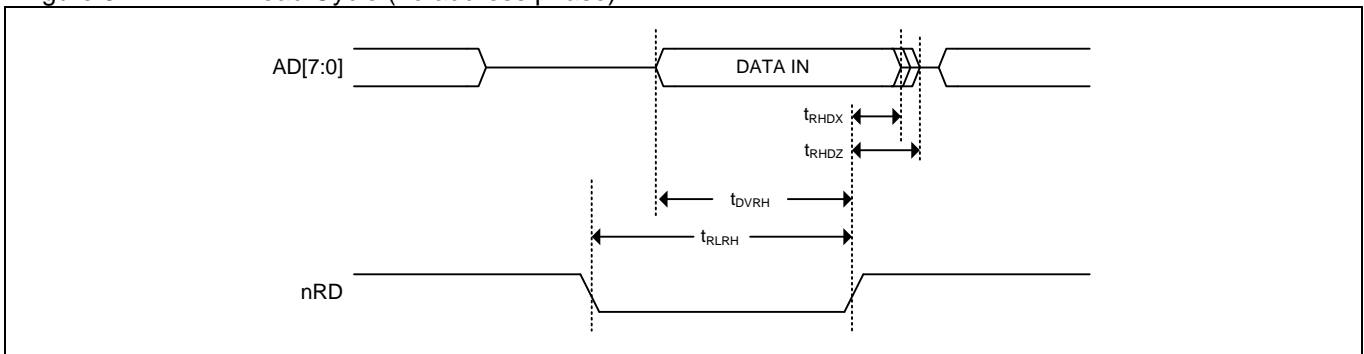 AD[7:0]
DATA IN
tRHDX
tRHDZ
tDVRH
tRLRH
nRD